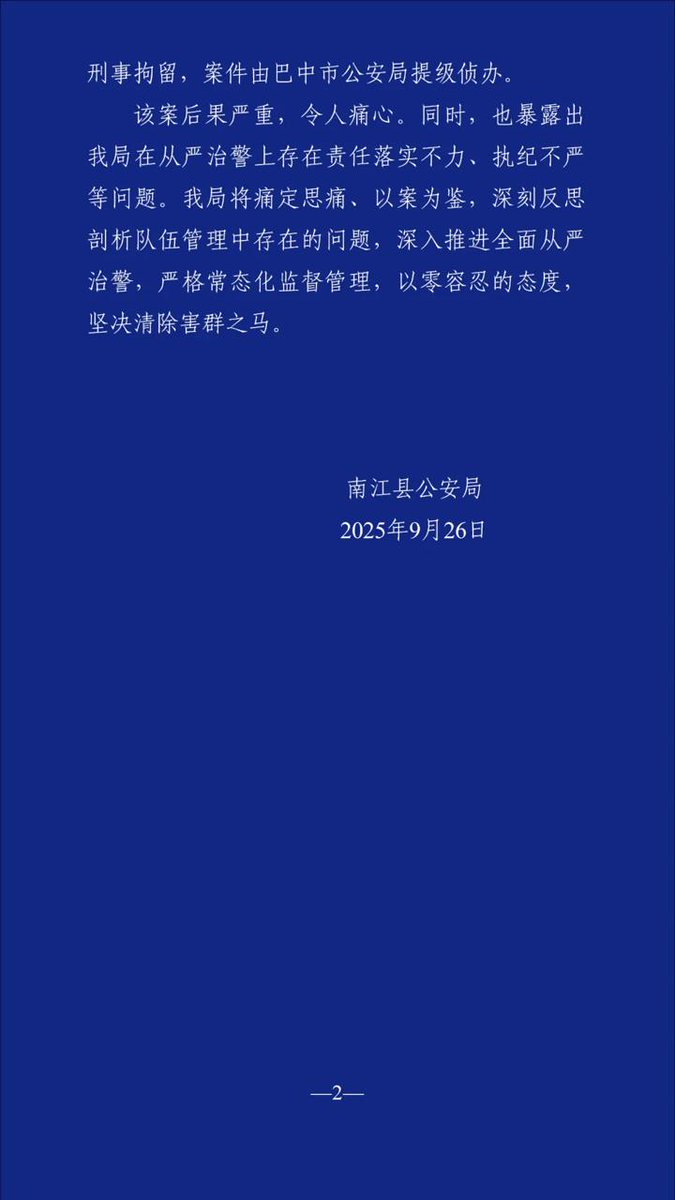 刑事拘留，案件由巴中市公安局提级侦办。
该案后果严重，令人痛心。同时，也暴露出
我局在从严治警上存在责任落实不力、执纪不严
等问题。我局将痛定思痛、以案为鉴，深刻反思
剖析队伍管理中存在的问题，深入推进全面从严
治警，严格常态化监督管理，以零容忍的态度，
坚决清除害群之马。
南江县公安局
2025年9月26日
—2—